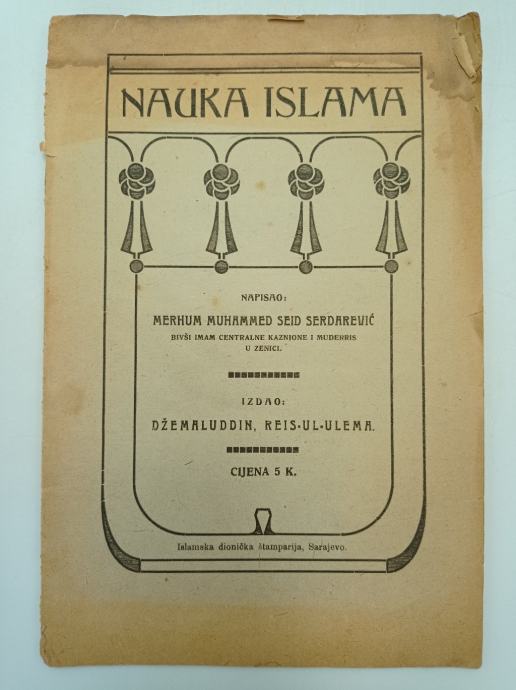 NAUKA ISLAMA
NAPISAO:
MERHUM MUHAMMED SEID SERDAREVIĆ
BIVŠI IMAM CENTRALNE KAZNIONE I MUDERRIS
U ZENICI.
IZDAO:
DŽEMALUDDIN, REIS-UL-ULEMA.
CIJENA 5 K.
Islamska dionička štamparija, Sarajevo.